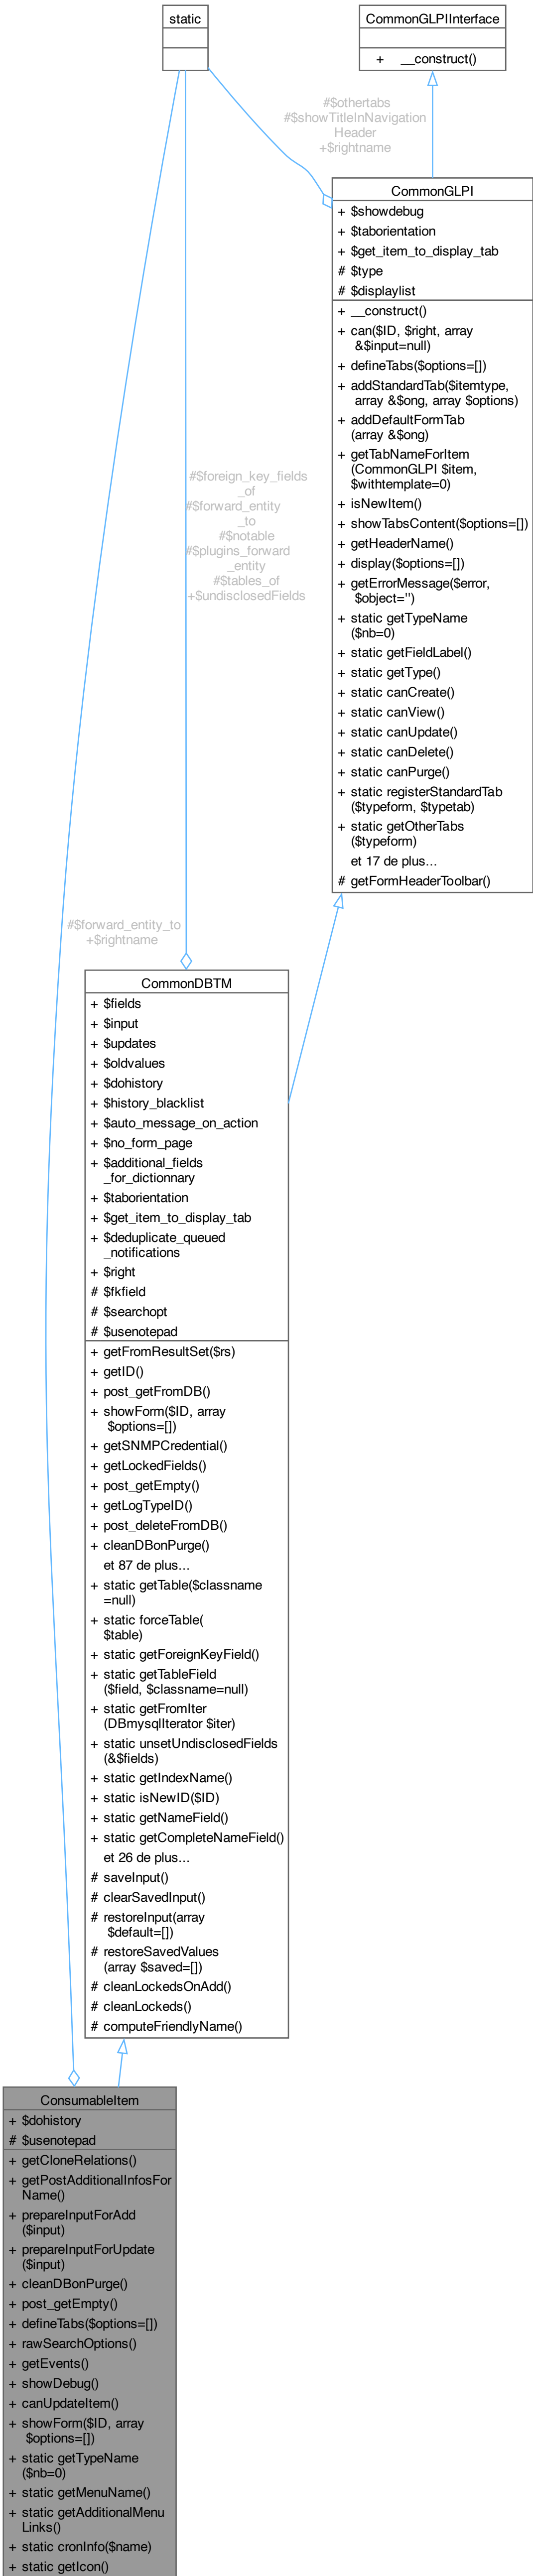 static
CommonGLPIInterface
+ __construct()
#$othertabs
#$showTitleInNavigation
Header
+$rightname
CommonGLPI
+ $showdebug
+ $taborientation
+ $get_item_to_display_tab
# $type
# $displaylist
+ __construct()
+ can($ID, $right, array
&$input=null)
+ defineTabs($options=[])
+ addStandardTab($itemtype,
array &$ong, array $options)
+ addDefaultFormTab
(array &$ong)
+ getTabNameForItem
(CommonGLPI $item,
$withtemplate=0)
+ isNewItem()
+ showTabsContent($options=[])
+ getHeaderName()
+ display($options=[])
+ getErrorMessage($error,
$object='')
+ static getTypeName
($nb=0)
+ static getFieldLabel()
+ static getType()
+ static canCreate()
+ static canView()
+ static canUpdate()
+ static canDelete()
+ static canPurge()
+ static registerStandardTab
($typeform, $typetab)
+ static getOtherTabs
($typeform)
et 17 de plus...
# getFormHeaderToolbar()
#$foreign_key_fields
_of
#$forward_entity
_to
#$notable
#$plugins_forward
_entity
#$tables_of
+$undisclosedFields
#$forward_entity_to
+$rightname
CommonDBTM
+ $fields
+ $input
+ $updates
+ $oldvalues
+ $dohistory
+ $history_blacklist
+ $auto_message_on_action
+ $no_form_page
+ $additional_fields
_for_dictionnary
+ $taborientation
+ $get_item_to_display_tab
+ $deduplicate_queued
_notifications
+ $right
# $fkfield
# $searchopt
# $usenotepad
+ getFromResultSet($rs)
+ getID()
+ post_getFromDB()
+ showForm($ID, array
$options=[])
+ getSNMPCredential()
+ getLockedFields()
+ post_getEmpty()
+ getLogTypeID()
+ post_deleteFromDB()
+ cleanDBonPurge()
et 87 de plus...
+ static getTable($classname
=null)
+ static forceTable(
$table)
+ static getForeignKeyField()
+ static getTableField
($field, $classname=null)
+ static getFromIter
(DBmysqlIterator $iter)
+ static unsetUndisclosedFields
(&$fields)
+ static getIndexName()
+ static isNewID($ID)
+ static getNameField()
+ static getCompleteNameField()
et 26 de plus...
# saveInput()
# clearSavedInput()
# restoreInput(array
$default=[])
# restoreSavedValues
(array $saved=[])
# cleanLockedsOnAdd()
# cleanLockeds()
# computeFriendlyName()
ConsumableItem
+ $dohistory
# $usenotepad
+ getCloneRelations()
+ getPostAdditionalInfosFor
Name()
+ prepareInputForAdd
($input)
+ prepareInputForUpdate
($input)
+ cleanDBonPurge()
+ post_getEmpty()
+ defineTabs($options=[])
+ rawSearchOptions()
+ getEvents()
+ showDebug()
+ canUpdateItem()
+ showForm($ID, array
$options=[])
+ static getTypeName
($nb=0)
+ static getMenuName()
+ static getAdditionalMenu
Links()
+ static cronInfo($name)
+ static getIcon()